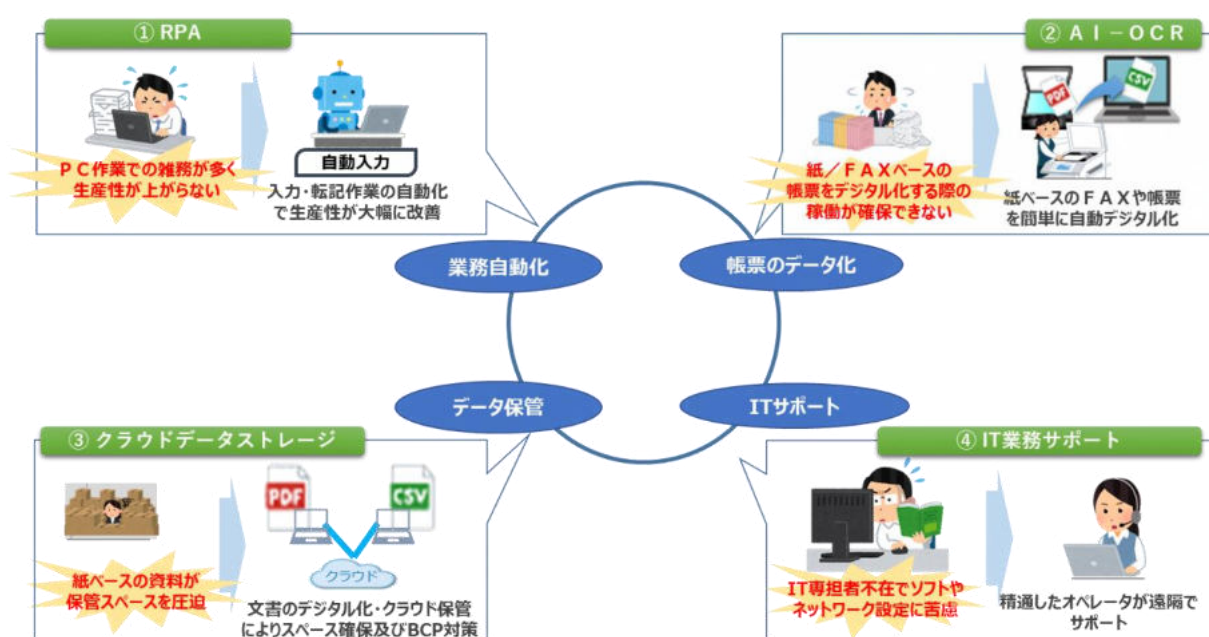 ① RPA
ＰＣ作業での雑務が多く
生産性が上がらない
自動入力
入力・転記作業の自動化
で生産性が大幅に改善
② ＡＩ－ＯＣＲ
PDF
CSV
紙／ＦＡＸベースの
帳票をデジタル化する際の
稼働が確保できない
紙ベースのＦＡＸや帳票
を簡単に自動デジタル化
業務自動化
帳票のデータ化
データ保管
ITサポート
③ クラウドデータストレージ
PDF
CSV
クラウド
紙ベースの資料が
保管スペースを圧迫
文書のデジタル化・クラウド保管
によりスペース確保及びBCP対策
④ IT業務サポート
IT専担者不在でソフトや
ネットワーク設定に苦慮
精通したオペレータが遠隔で
サポート